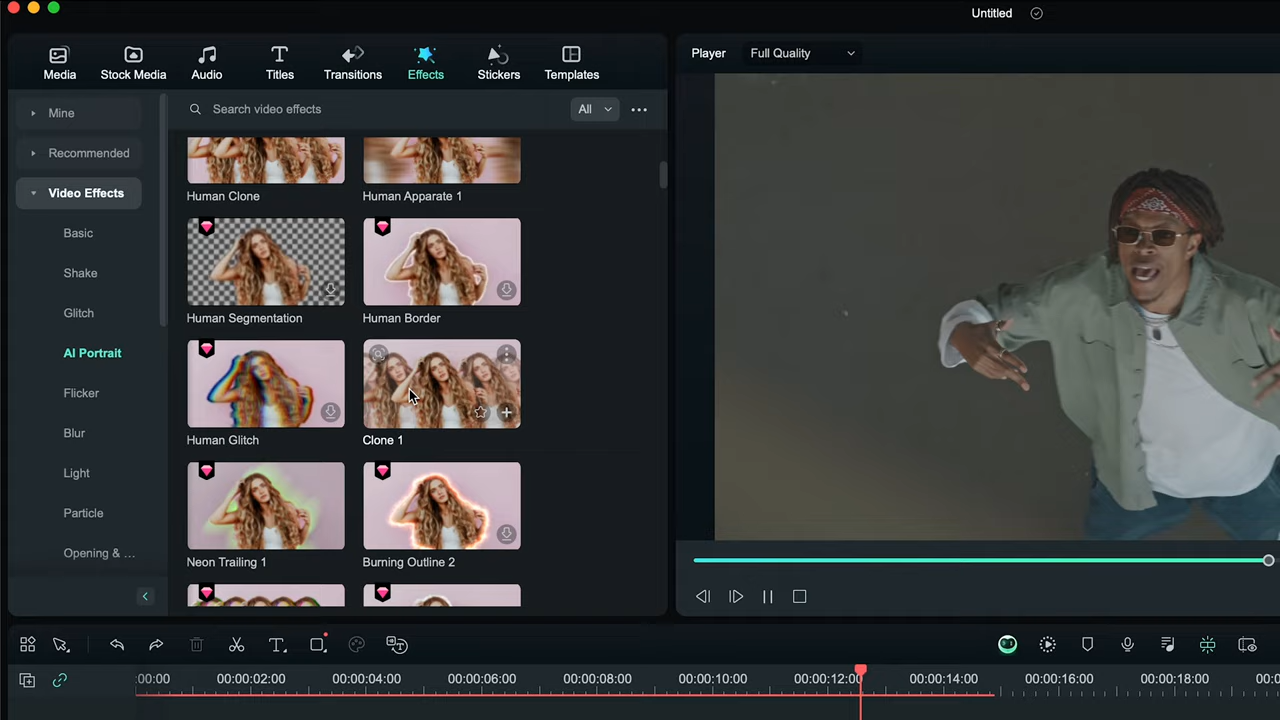 Untitled
Media
Stock Media
Audio
Titles
Transitions
Effects
Stickers
Templates
Player
Full Quality
Mine
Recommended
Video Effects
Basic
Shake
Glitch
AI Portrait
Flicker
Blur
Light
Particle
Opening & ...
Search video effects
All
Human Clone
Human Apparate 1
Human Segmentation
Human Border
Human Glitch
Clone 1
Neon Trailing 1
Burning Outline 2
:00:00 00:00:02:00 00:00:04:00 00:00:06:00 00:00:08:00 00:00:10:00 00:00:12:00 00:00:14:00 00:00:16:00 00:00:18:00